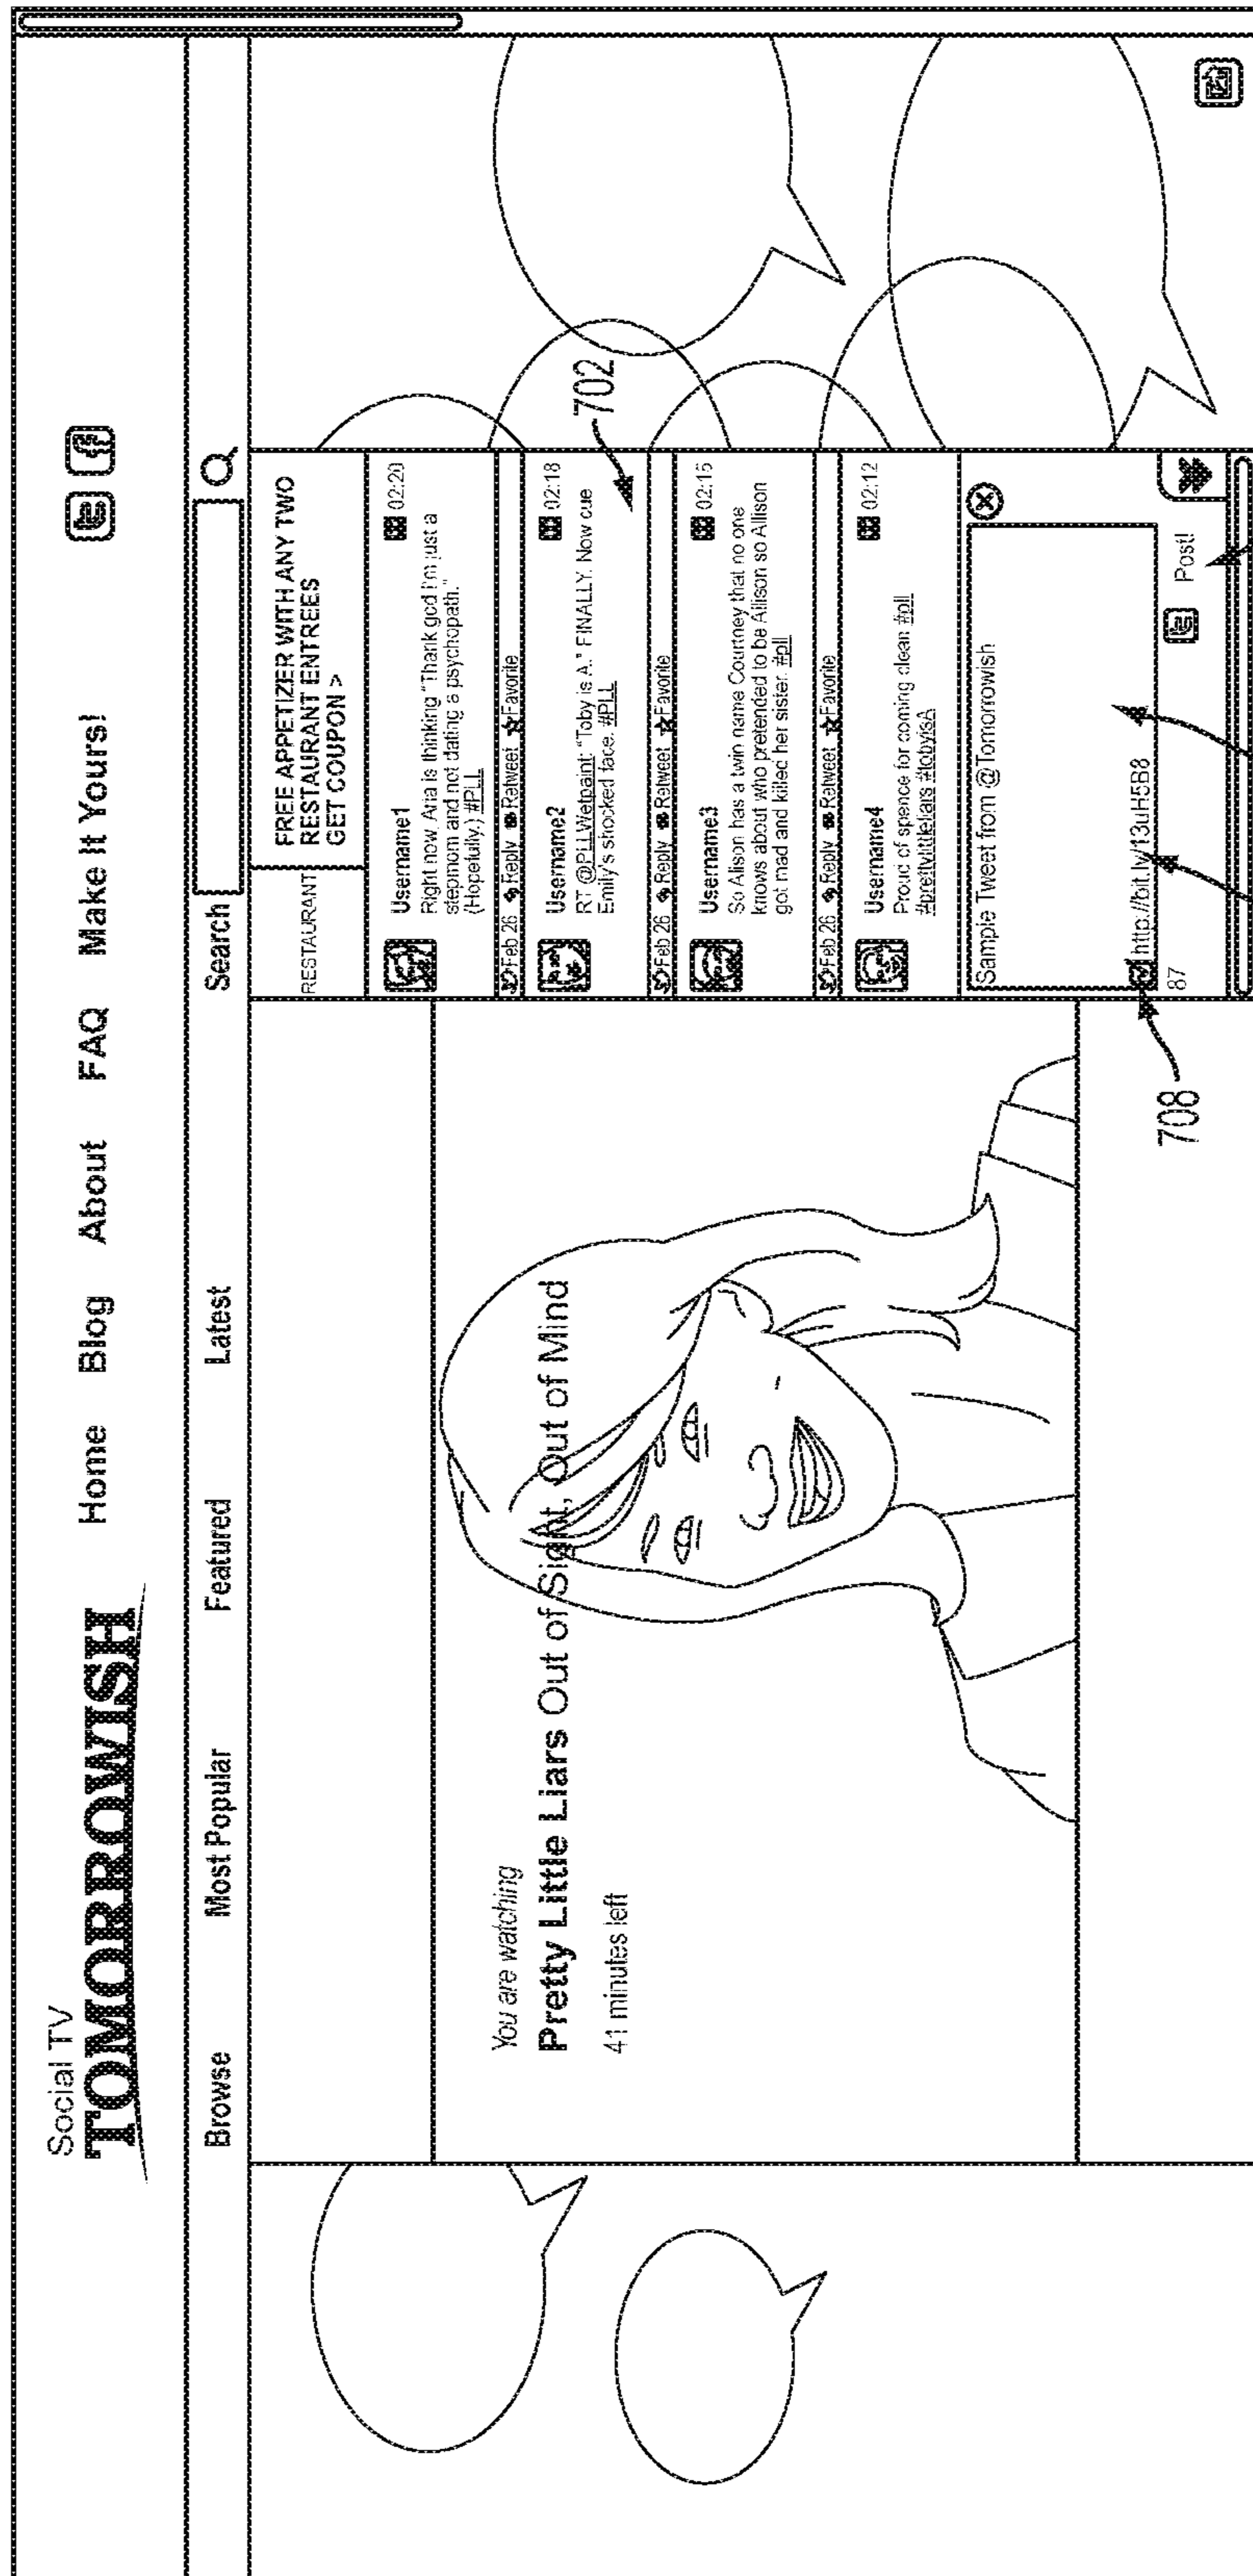 Social TV
TOMORROWISH
Home Blog About FAQ Make It Yours!
Browse Most Popular Featured Latest Search
RESTAURANT
FREE APPETIZER WITH ANY TWO
RESTAURANT ENTREES
GET COUPON >
You are watching
Pretty Little Liars Out of Sight, Out of Mind
41 minutes left
Username1 02:20
Right now Aria is thinking "Thank god I'm just a
stepmom and not dating a psychopath."
(Hopefully.) #PLL
Feb 26 Reply Retweet Favorite
Username2 02:18
RT @PLLWetpaint: "Toby is A." FINALLY. Now cue
Emily's shocked face. #PLL
702
Feb 26 Reply Retweet Favorite
Username3 02:15
So Alison has a twin name Courtney that no one
knows about who pretended to be Allison so Allison
got mad and killed her sister. #pll
Feb 26 Reply Retweet Favorite
Username4 02:12
Proud of spence for coming clean #pll
#prettylittleliars #tobyisA
Sample Tweet from @Tomorrowish
http://bit.ly/13uH5B8
87 Post!
708